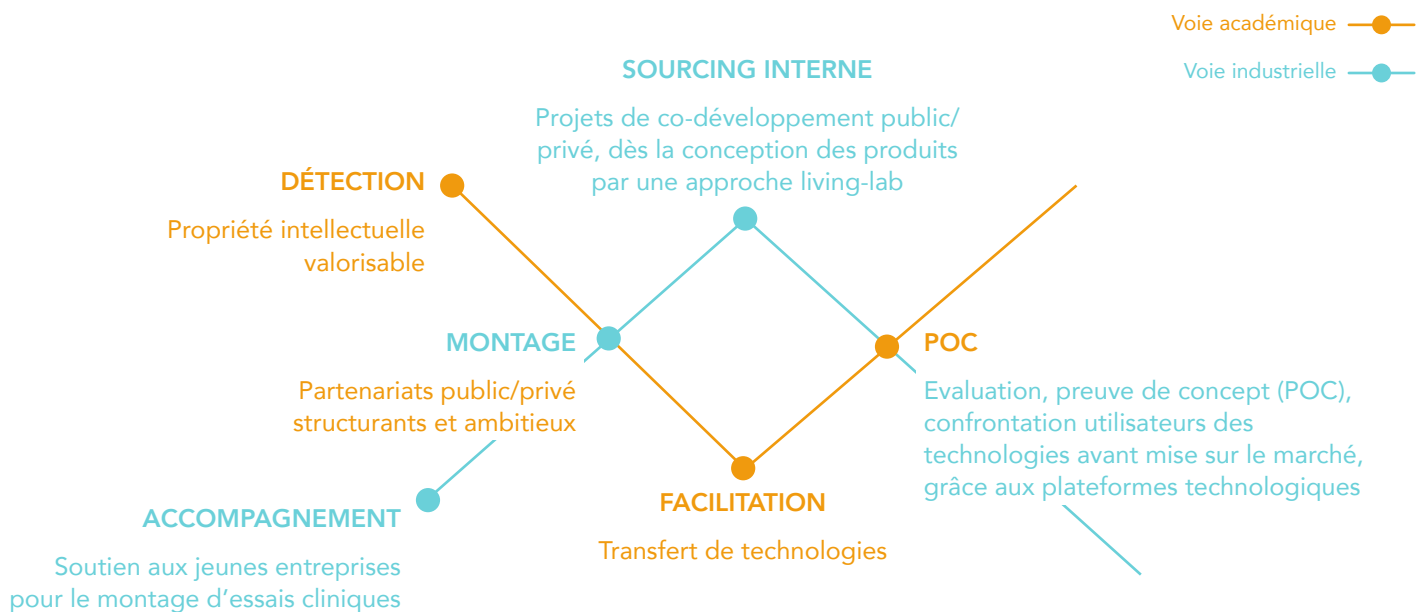 Voie académique
Voie industrielle
SOURCING INTERNE
Projets de co-développement public/
privé, dès la conception des produits
par une approche living-lab
DÉTECTION
Propriété intellectuelle
valorisable
MONTAGE
Partenariats public/privé
structurants et ambitieux
POC
Evaluation, preuve de concept (POC),
confrontation utilisateurs des
technologies avant mise sur le marché,
grâce aux plateformes technologiques
FACILITATION
Transfert de technologies
ACCOMPAGNEMENT
Soutien aux jeunes entreprises
pour le montage d’essais cliniques